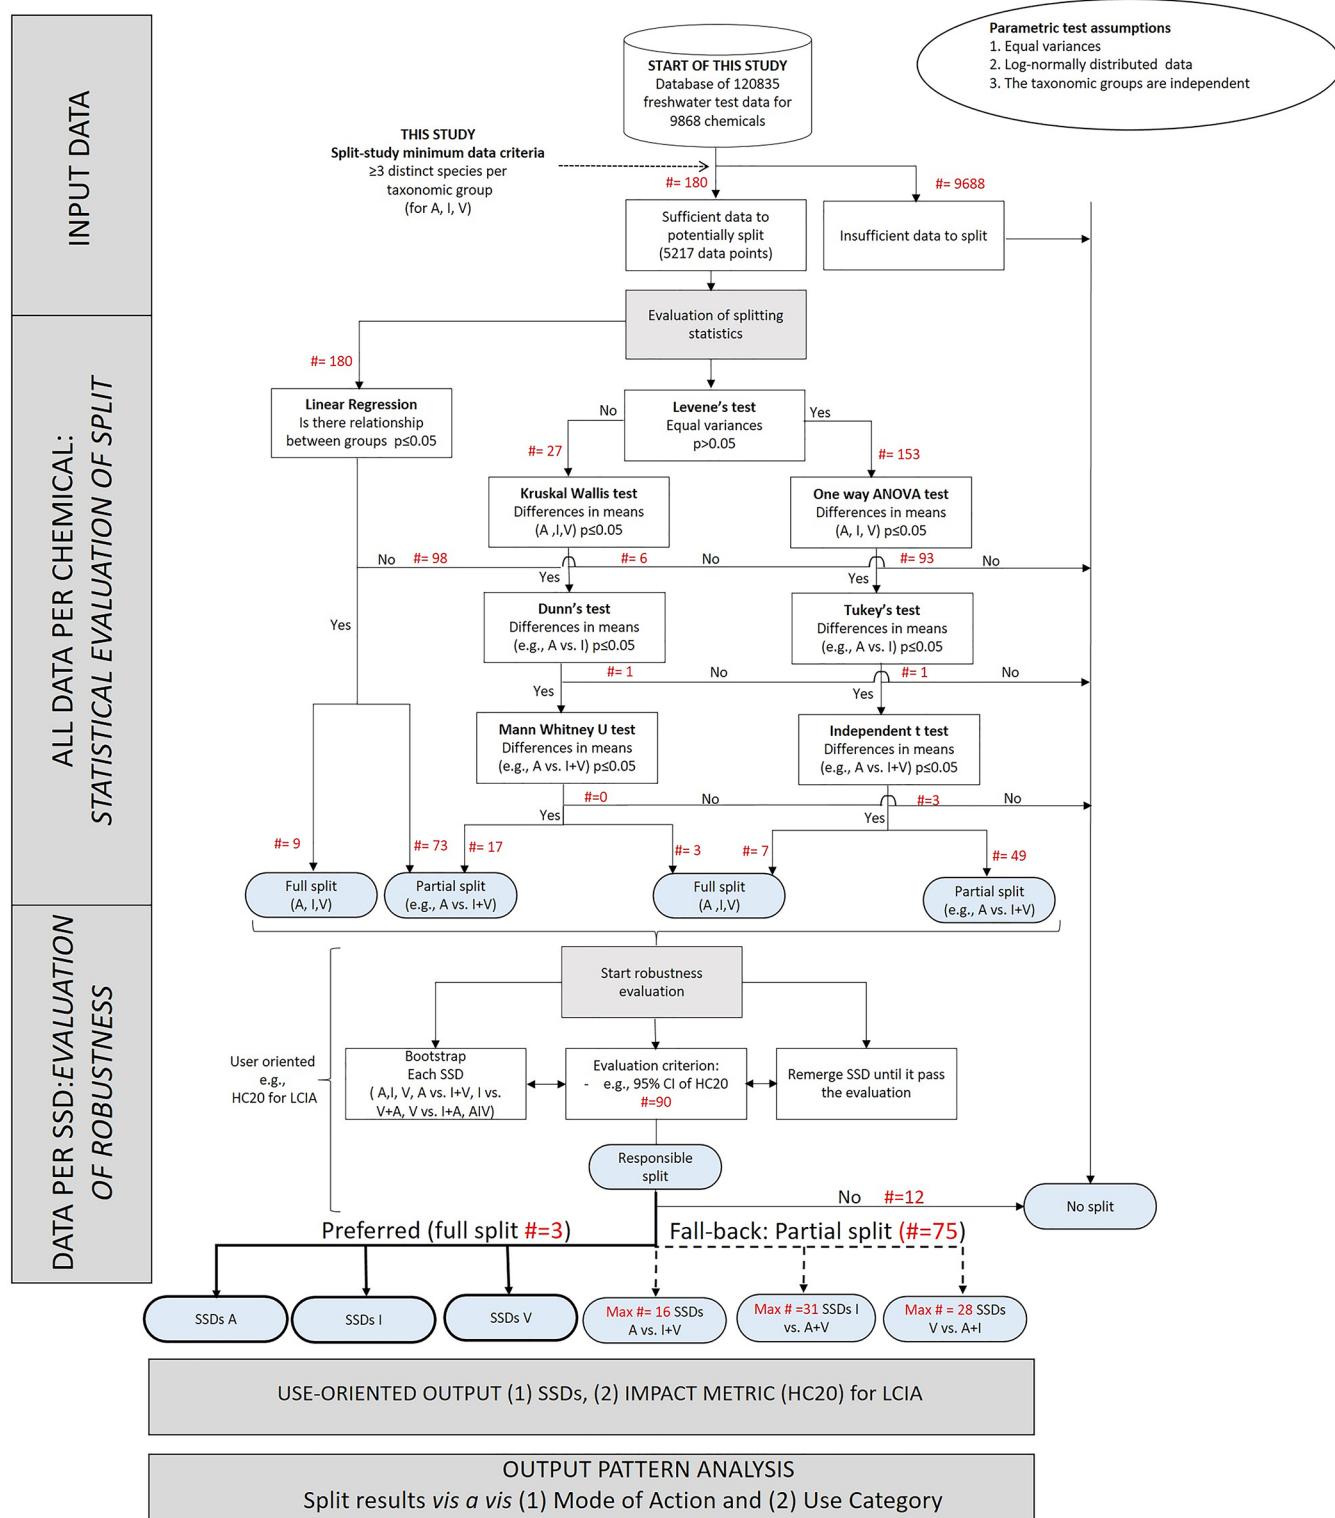 INPUT DATA
ALL DATA PER CHEMICAL:
STATISTICAL EVALUATION OF SPLIT
DATA PER SSD:EVALUATION
OF ROBUSTNESS
Parametric test assumptions
1. Equal variances
2. Log-normally distributed data
3. The taxonomic groups are independent
START OF THIS STUDY
Database of 120835
freshwater test data for
9868 chemicals
THIS STUDY
Split-study minimum data criteria
≥3 distinct species per
taxonomic group
(for A, I, V)
#= 180
#= 9688
Sufficient data to
potentially split
(5217 data points)
Insufficient data to split
Evaluation of splitting
statistics
#= 180
Linear Regression
Is there relationship
between groups p≤0.05
Levene's test
Equal variances
p>0.05
No
Yes
#= 27
#= 153
Kruskal Wallis test
Differences in means
(A ,I,V) p≤0.05
One way ANOVA test
Differences in means
(A, I, V) p≤0.05
No #= 98
#= 6 No
#= 93 No
Yes
Yes
Dunn's test
Differences in means
(e.g., A vs. I) p≤0.05
Tukey's test
Differences in means
(e.g., A vs. I) p≤0.05
Yes
#= 1 No
#= 1 No
Yes
Yes
Mann Whitney U test
Differences in means
(e.g., A vs. I+V) p≤0.05
Independent t test
Differences in means
(e.g., A vs. I+V) p≤0.05
#=0 No
#=3 No
Yes
Yes
#= 9
#= 73
#= 17
#= 3
#= 7
#= 49
Full split
(A, I,V)
Partial split
(e.g., A vs. I+V)
Full split
(A ,I,V)
Partial split
(e.g., A vs. I+V)
Start robustness
evaluation
User oriented
e.g.,
HC20 for LCIA
Bootstrap
Each SSD
( A,I, V, A vs. I+V, I vs.
V+A, V vs. I+A, AIV)
Evaluation criterion:
- e.g., 95% CI of HC20
#=90
Remerge SSD until it pass
the evaluation
Responsible
split
No #=12
No split
Preferred (full split #=3)
Fall-back: Partial split (#=75)
SSDs A
SSDs I
SSDs V
Max #= 16 SSDs
A vs. I+V
Max # =31 SSDs I
vs. A+V
Max # = 28 SSDs
V vs. A+I
USE-ORIENTED OUTPUT (1) SSDs, (2) IMPACT METRIC (HC20) for LCIA
OUTPUT PATTERN ANALYSIS
Split results vis a vis (1) Mode of Action and (2) Use Category